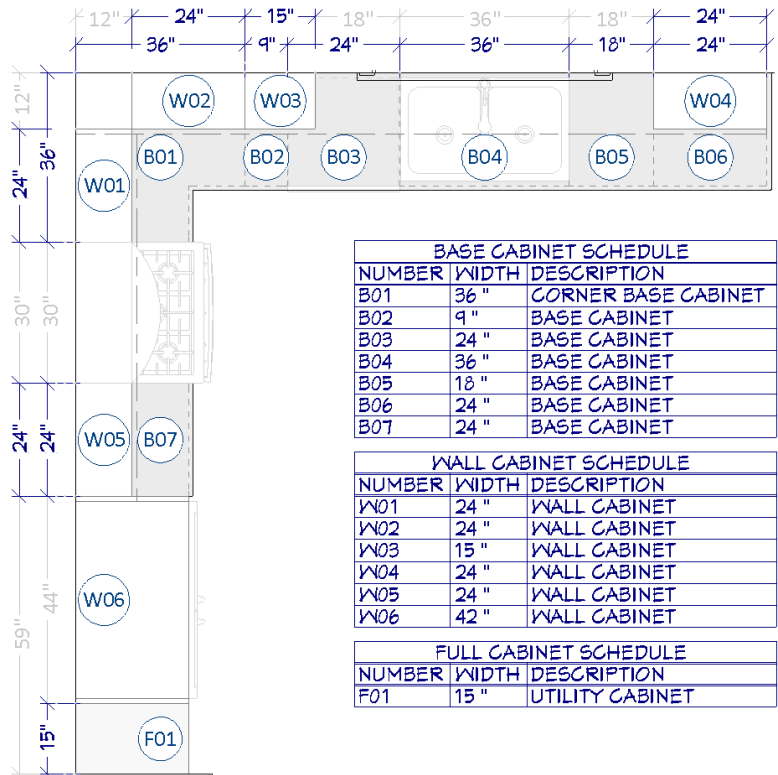 12" 24" 15" 18" 36" 18" 24"
36" 9" 24" 36" 18" 24"
12"
36"
24"
30"
30"
24"
24"
44"
59"
15"
W02 W03 W04
B01 B02 B03 B04 B05 B06
W01
W05 B07
W06
F01
BASE CABINET SCHEDULE
NUMBER WIDTH DESCRIPTION
B01 36 " CORNER BASE CABINET
B02 9 " BASE CABINET
B03 24 " BASE CABINET
B04 36 " BASE CABINET
B05 18 " BASE CABINET
B06 24 " BASE CABINET
B07 24 " BASE CABINET
WALL CABINET SCHEDULE
NUMBER WIDTH DESCRIPTION
W01 24 " WALL CABINET
W02 24 " WALL CABINET
W03 15 " WALL CABINET
W04 24 " WALL CABINET
W05 24 " WALL CABINET
W06 42 " WALL CABINET
FULL CABINET SCHEDULE
NUMBER WIDTH DESCRIPTION
F01 15 " UTILITY CABINET